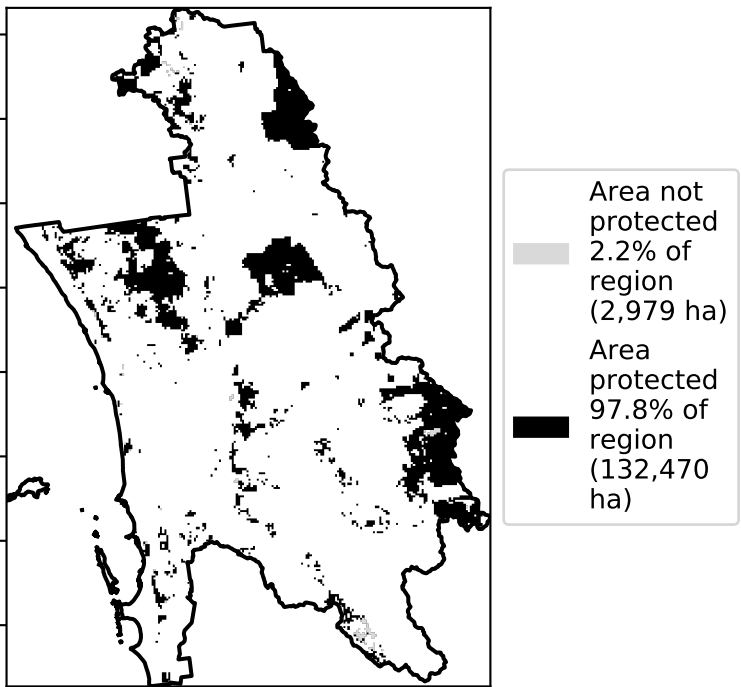 Area not
protected
2.2% of
region
(2,979 ha)
Area
protected
97.8% of
region
(132,470
ha)